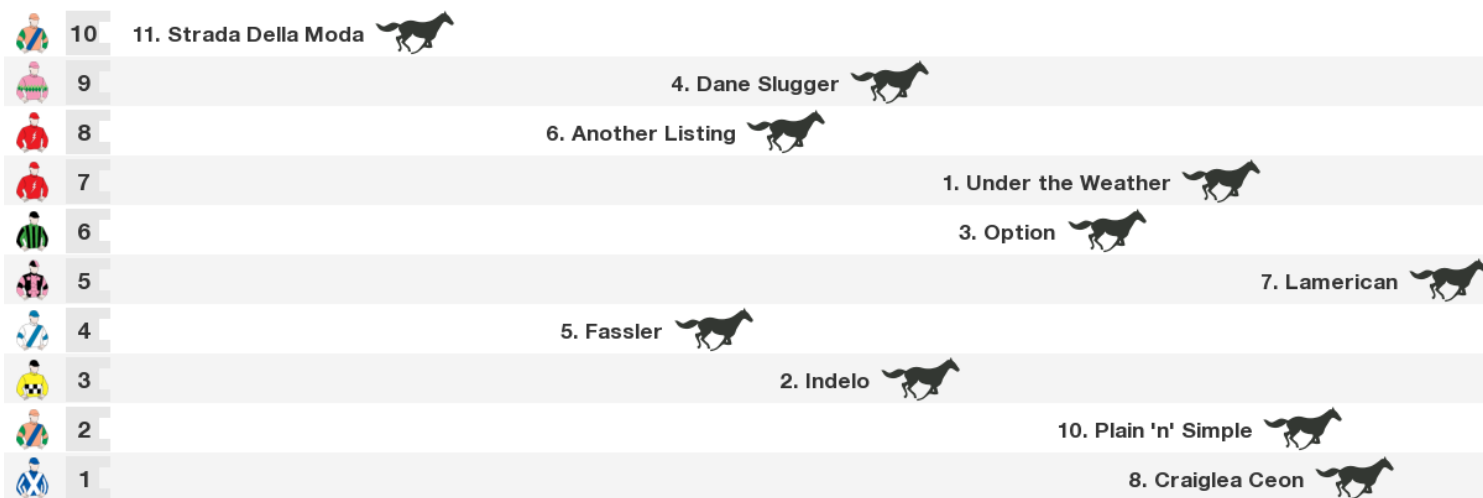 10 11. Strada Della Moda
9 4. Dane Slugger
8 6. Another Listing
7 1. Under the Weather
6 3. Option
5 7. Lamerican
4 5. Fassler
3 2. Indelo
2 10. Plain 'n' Simple
1 8. Craiglea Ceon